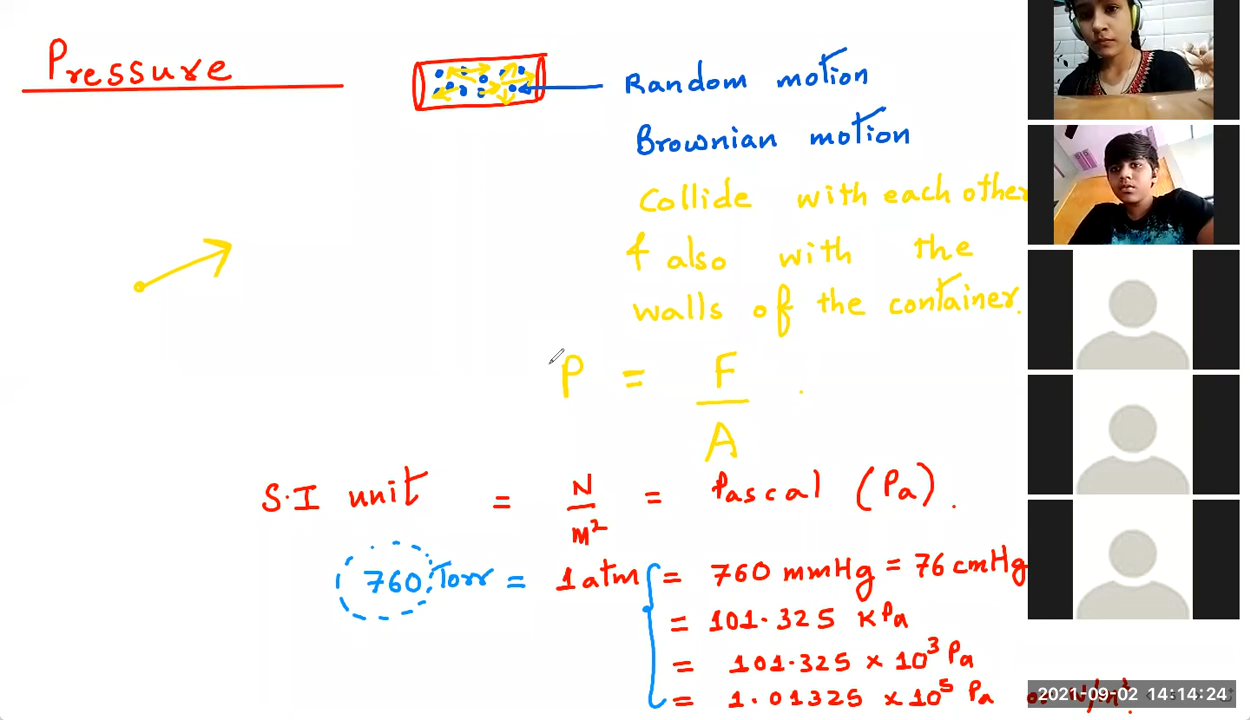 Pressure
Random motion
Brownian motion
Collide with each other
& also with the
walls of the container.
P = F / A
S.I unit = N / m² = Pascal (Pa).
760 Torr = 1 atm = 760 mmHg = 76 cmHg
= 101.325 KPa
= 101.325 × 10³ Pa
= 1.01325 × 10⁵ Pa or N/m².
2021-09-02 14:14:24